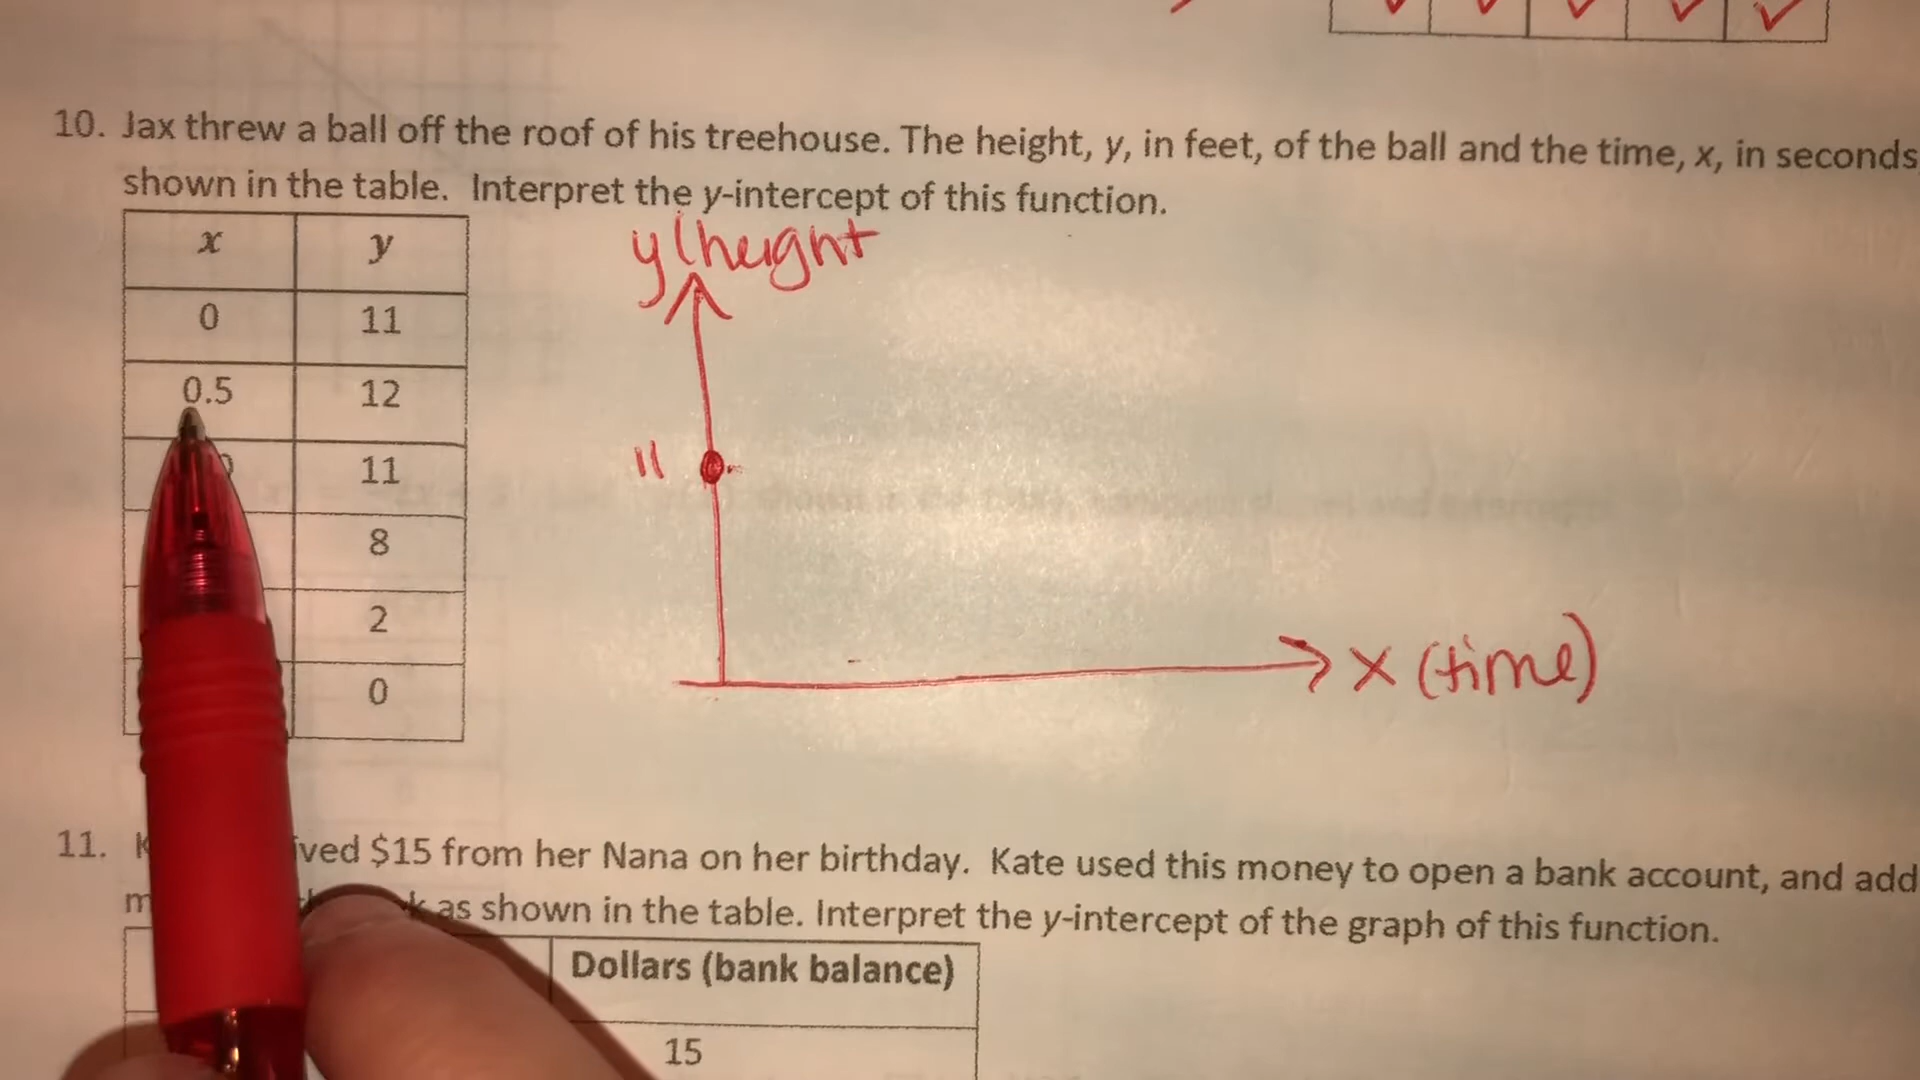 10. Jax threw a ball off the roof of his treehouse. The height, y, in feet, of the ball and the time, x, in seconds
shown in the table. Interpret the y-intercept of this function.
x y
0 11
0.5 12
11
8
2
0
y(height
11
x (time)
11. ived $15 from her Nana on her birthday. Kate used this money to open a bank account, and add
as shown in the table. Interpret the y-intercept of the graph of this function.
Dollars (bank balance)
15